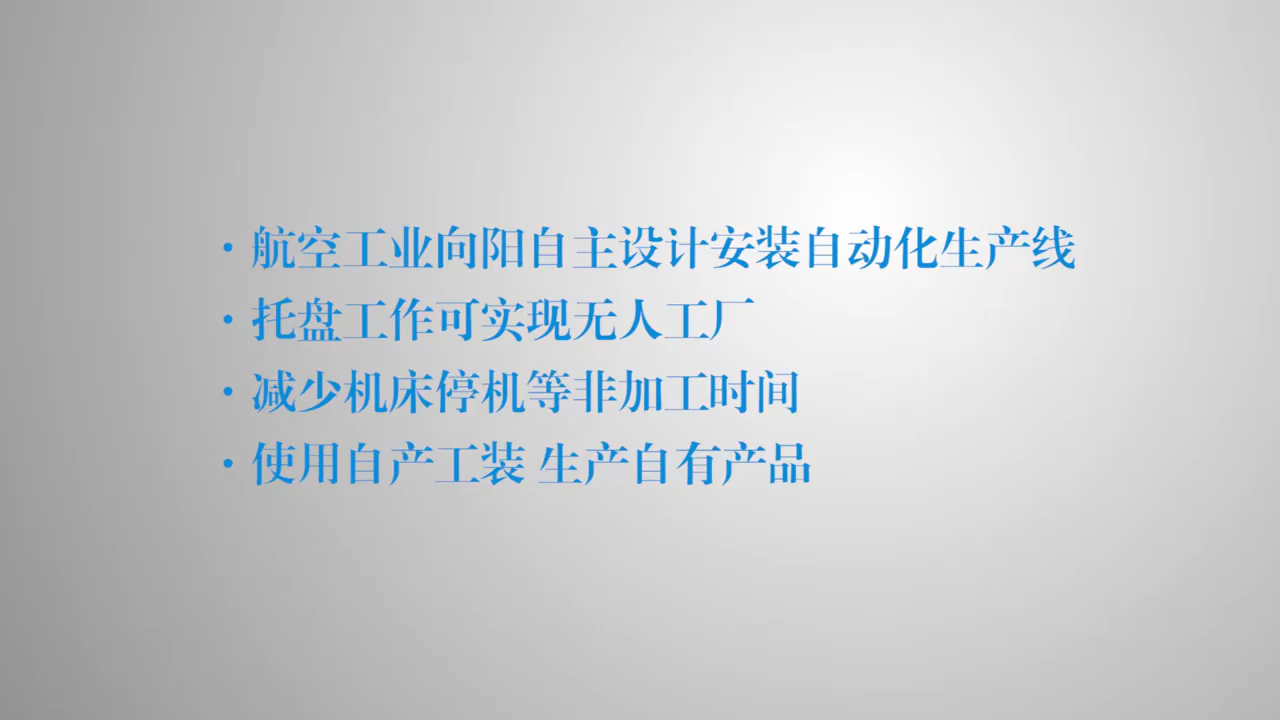 ·航空工业向阳自主设计安装自动化生产线
·托盘工作可实现无人工厂
·减少机床停机等非加工时间
·使用自产工装 生产自有产品